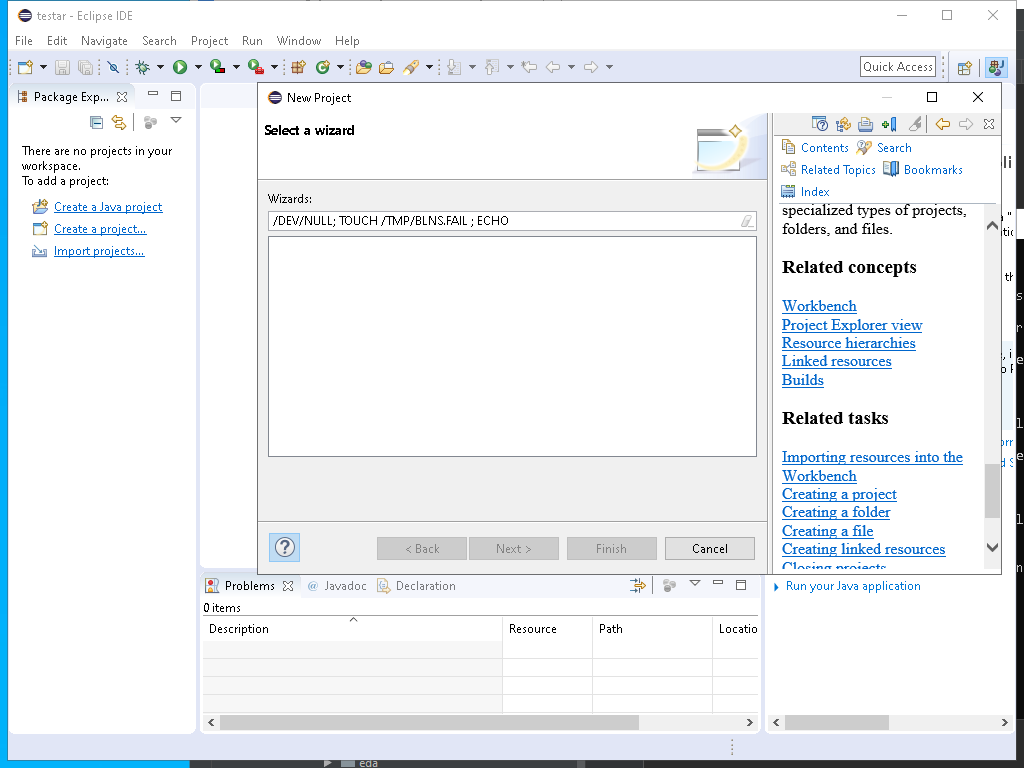 testar - Eclipse IDE
File Edit Navigate Search Project Run Window Help
Quick Access
Package Exp...
There are no projects in your
workspace.
To add a project:
Create a Java project
Create a project...
Import projects...
New Project
Select a wizard
Wizards:
/DEV/NULL; TOUCH /TMP/BLNS.FAIL ; ECHO
< Back Next > Finish Cancel
Contents Search
Related Topics Bookmarks
Index
specialized types of projects,
folders, and files.
Related concepts
Workbench
Project Explorer view
Resource hierarchies
Linked resources
Builds
Related tasks
Importing resources into the
Workbench
Creating a project
Creating a folder
Creating a file
Creating linked resources
Closing projects
Run your Java application
Problems @ Javadoc Declaration
0 items
Description Resource Path Locatio
eda